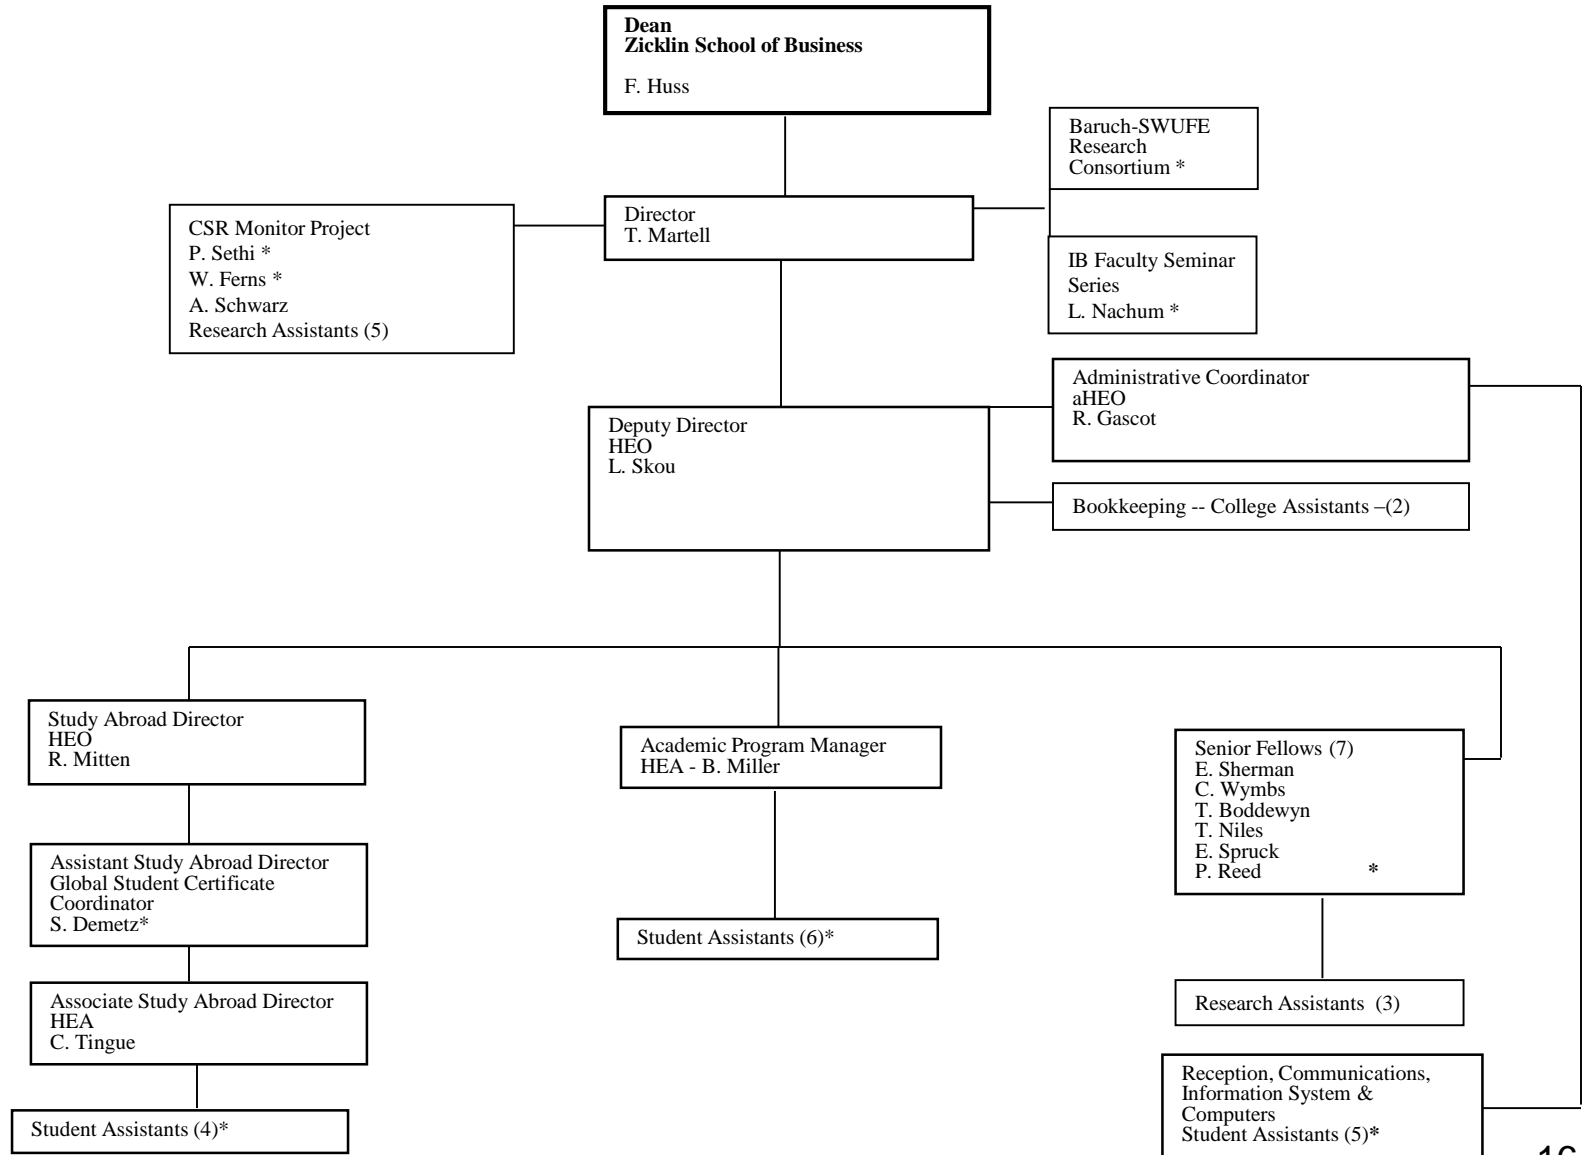 Dean
Zicklin School of Business
F. Huss
Baruch-SWUFE
Research
Consortium *
Director
T. Martell
CSR Monitor Project
P. Sethi *
W. Ferns *
A. Schwarz
Research Assistants (5)
IB Faculty Seminar
Series
L. Nachum *
Administrative Coordinator
aHEO
R. Gascot
Deputy Director
HEO
L. Skou
Bookkeeping -- College Assistants –(2)
Study Abroad Director
HEO
R. Mitten
Academic Program Manager
HEA - B. Miller
Senior Fellows (7)
E. Sherman
C. Wymbs
T. Boddewyn
T. Niles
E. Spruck
P. Reed *
Assistant Study Abroad Director
Global Student Certificate
Coordinator
S. Demetz*
Student Assistants (6)*
Associate Study Abroad Director
HEA
C. Tingue
Research Assistants (3)
Student Assistants (4)*
Reception, Communications,
Information System &
Computers
Student Assistants (5)*
16